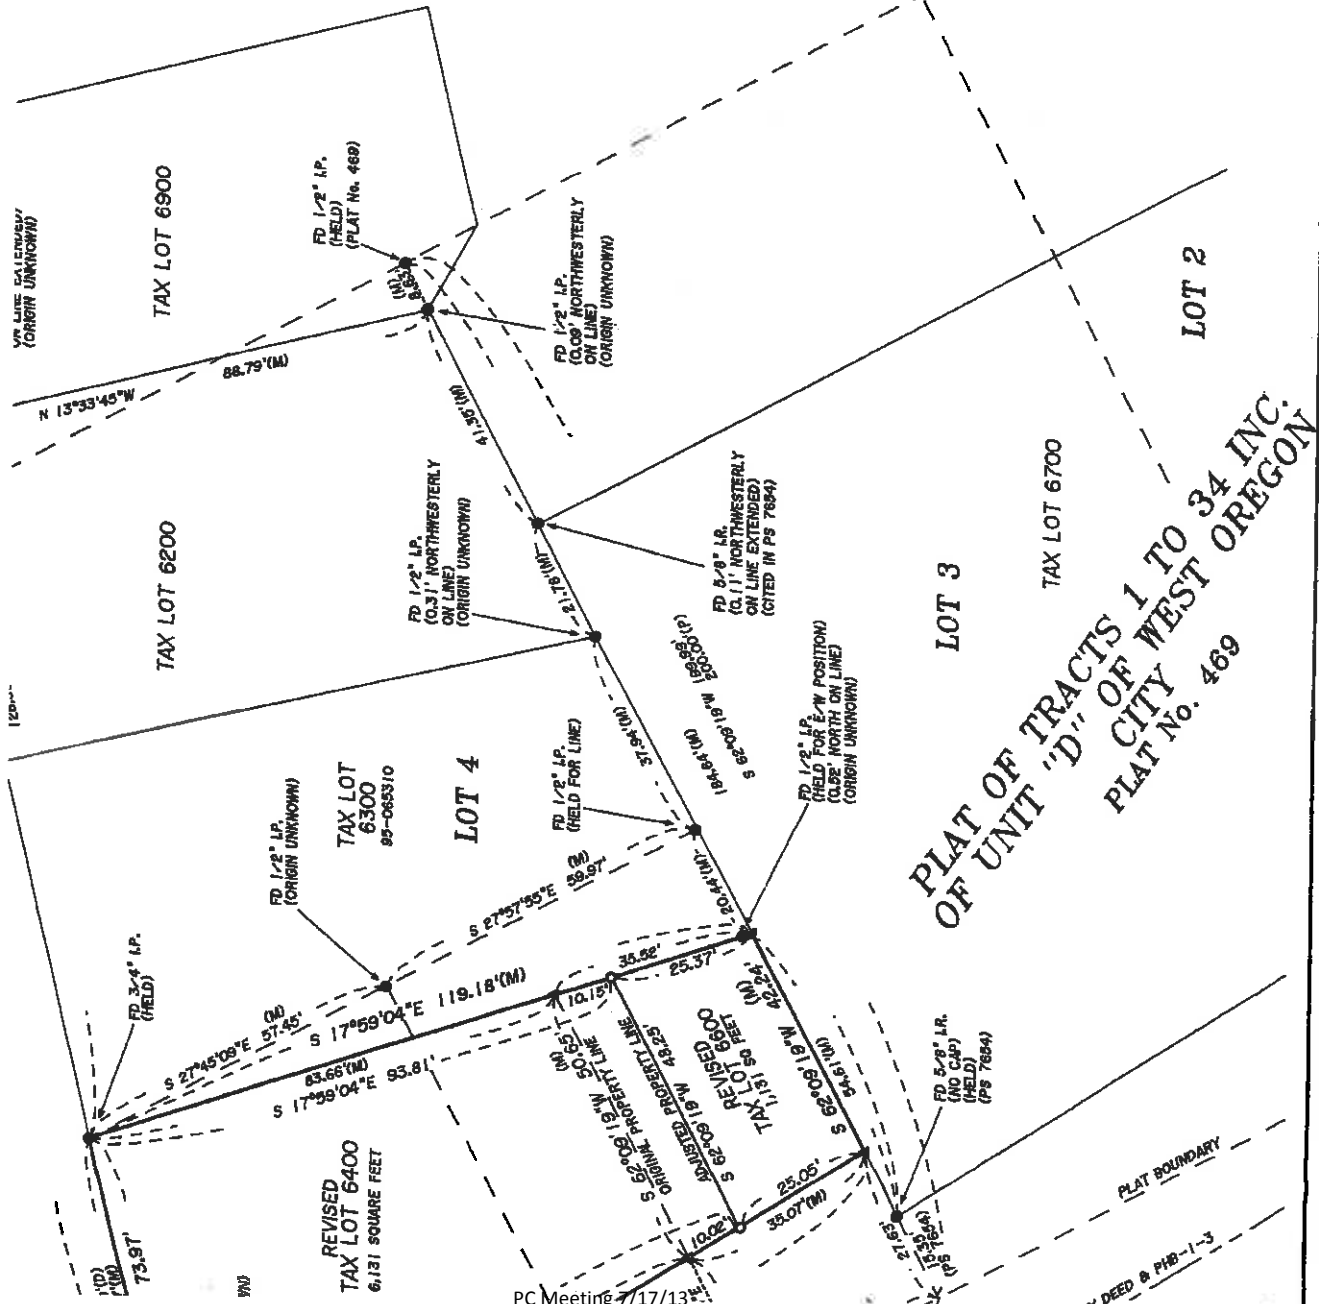 (ORIGIN UNKNOWN)
TAX LOT 6900
FD 1/2" I.P.
(HELD)
(PLAT No. 469)
(M)
N 13°33'45"W
88.79'(M)
FD 1/2" I.P.
(0.09' NORTHWESTERLY
ON LINE)
(ORIGIN UNKNOWN)
LOT 2
41.35'(M)
TAX LOT 6200
FD 1/2" I.P.
(0.31' NORTHWESTERLY
ON LINE)
(ORIGIN UNKNOWN)
21.78'(M)
FD 5/8" I.R.
(0.11' NORTHWESTERLY
ON LINE EXTENDED)
(CITED IN PS 7684)
TAX LOT 6700
LOT 3
PLAT OF TRACTS 1 TO 34 INC.
OF UNIT "D" OF WEST OREGON
CITY
PLAT No. 469
37.94'(M)
184.64'(M)
S 62°09'19"W
199.99'(M)
200.00'(P)
FD 1/2" I.P.
(HELD FOR E/W POSITION)
(0.52' NORTH ON LINE)
(ORIGIN UNKNOWN)
TAX LOT
6300
95-065310
LOT 4
FD 1/2" I.P.
(HELD FOR LINE)
FD 1/2" I.P.
(ORIGIN UNKNOWN)
S 27°57'55"E
(M)
59.97'
20.44'(M)
FD 3/4" I.P.
(HELD)
S 27°45'09"E
(M)
57.45'
S 17°59'04"E 119.18'(M)
83.66'(M)
S 17°59'04"E 93.81'
35.52'
10.15'
25.37'
(M)
42.24'
S 62°09'19"W
54.61'(M)
S 62°09'19"W 50.65'
(M)
ORIGINAL PROPERTY LINE
ADJUSTED PROPERTY LINE
S 62°09'19"W 48.25'
REVISED
TAX LOT 6600
1,131 SQ FEET
FD 5/8" I.R.
(NO CAP)
(HELD)
(PS 7684)
25.05'
35.07'(M)
10.02'
27.63'
15.35'
(PS 7654)
REVISED
TAX LOT 6400
6,131 SQUARE FEET
73.97'
PLAT BOUNDARY
DEED & PHB-1-3
PC Meeting 7/17/13